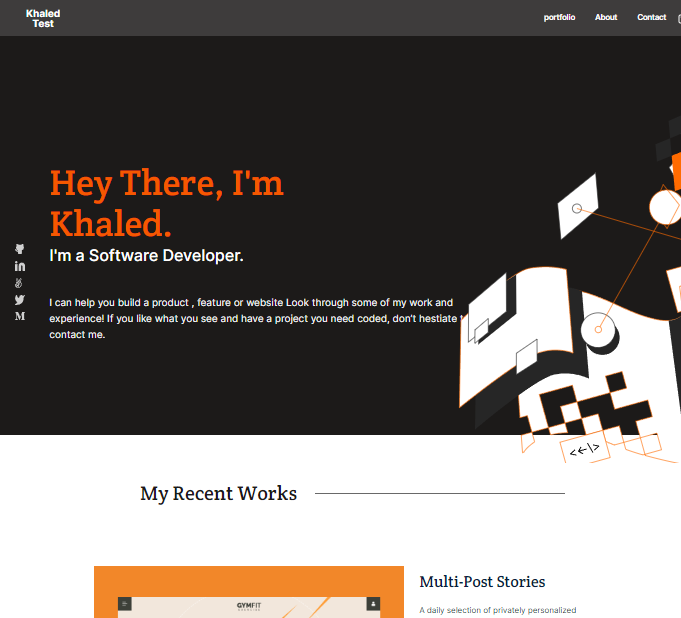 Khaled
Test
portfolio About Contact
Hey There, I'm
Khaled.
I'm a Software Developer.
I can help you build a product , feature or website Look through some of my work and
experience! If you like what you see and have a project you need coded, don't hestiate
contact me.
<←|\>
My Recent Works
GYMFIT
Multi-Post Stories
A daily selection of privately personalized